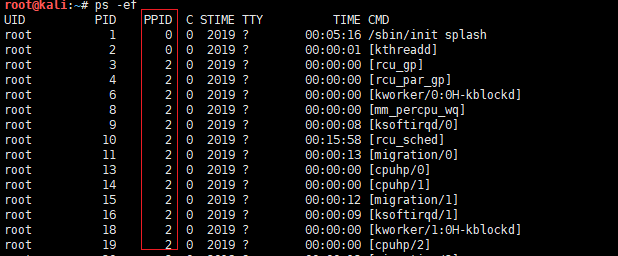 root@kali:~# ps -ef
UID PID PPID C STIME TTY TIME CMD
root 1 0 0 2019 ? 00:05:16 /sbin/init splash
root 2 0 0 2019 ? 00:00:01 [kthreadd]
root 3 2 0 2019 ? 00:00:00 [rcu_gp]
root 4 2 0 2019 ? 00:00:00 [rcu_par_gp]
root 6 2 0 2019 ? 00:00:00 [kworker/0:0H-kblockd]
root 8 2 0 2019 ? 00:00:00 [mm_percpu_wq]
root 9 2 0 2019 ? 00:00:08 [ksoftirqd/0]
root 10 2 0 2019 ? 00:15:58 [rcu_sched]
root 11 2 0 2019 ? 00:00:13 [migration/0]
root 13 2 0 2019 ? 00:00:00 [cpuhp/0]
root 14 2 0 2019 ? 00:00:00 [cpuhp/1]
root 15 2 0 2019 ? 00:00:12 [migration/1]
root 16 2 0 2019 ? 00:00:09 [ksoftirqd/1]
root 18 2 0 2019 ? 00:00:00 [kworker/1:0H-kblockd]
root 19 2 0 2019 ? 00:00:00 [cpuhp/2]